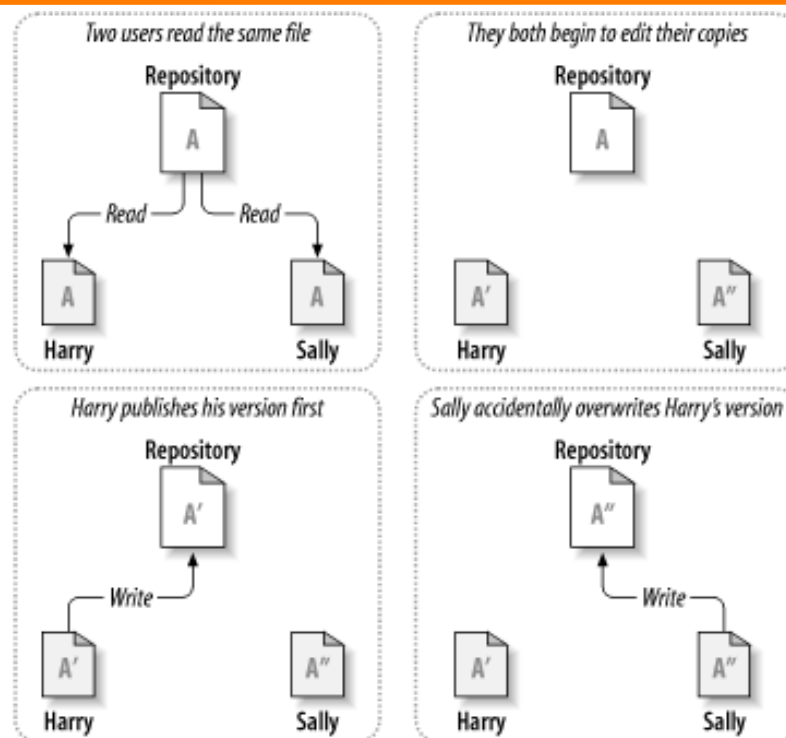 Two users read the same file
Repository
A
Read
Read
A
A
Harry
Sally
They both begin to edit their copies
Repository
A
A′
A″
Harry
Sally
Harry publishes his version first
Repository
A′
Write
A′
A″
Harry
Sally
Sally accidentally overwrites Harry's version
Repository
A″
Write
A′
A″
Harry
Sally